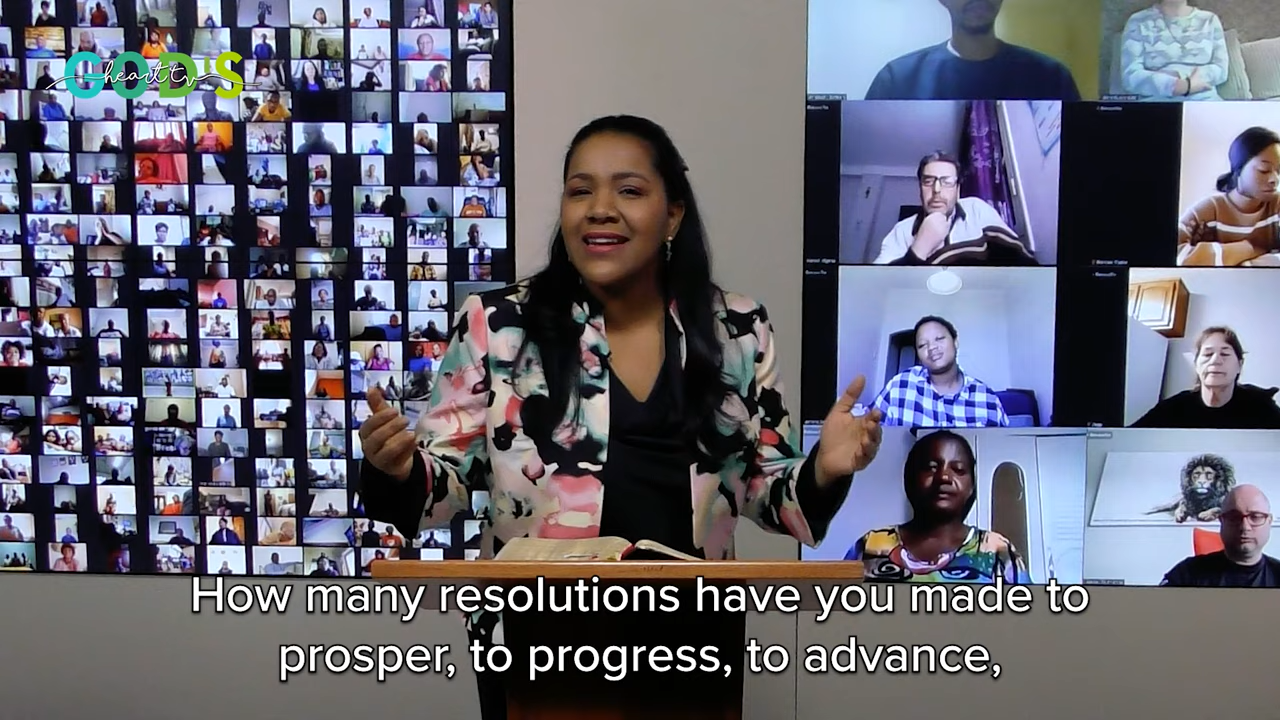 GOD'S
heart tv
How many resolutions have you made to
prosper, to progress, to advance,